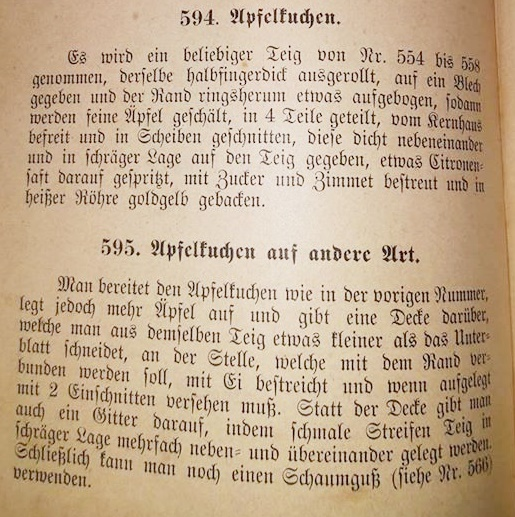 594. Apfelkuchen.
Es wird ein beliebiger Teig von Nr. 554 bis 558
genommen, derselbe halbfingerdick ausgerollt, auf ein Blech
gegeben und der Rand ringsherum etwas aufgebogen, sodann
werden feine Äpfel geschält, in 4 Teile geteilt, vom Kernhaus
befreit und in Scheiben geschnitten, diese dicht nebeneinander
und in schräger Lage auf den Teig gegeben, etwas Citronen-
saft darauf gespritzt, mit Zucker und Zimmet bestreut und in
heißer Röhre goldgelb gebacken.
595. Apfelkuchen auf andere Art.
Man bereitet den Apfelkuchen wie in der vorigen Nummer,
legt jedoch mehr Äpfel auf und gibt eine Decke darüber,
welche man aus demselben Teig etwas kleiner als das Unter-
blatt schneidet, an der Stelle, welche mit dem Rand ver-
bunden werden soll, mit Ei bestreicht und wenn aufgelegt
mit 2 Einschnitten versehen muß. Statt der Decke gibt man
auch ein Gitter darauf, indem schmale Streifen Teig in
schräger Lage mehrfach neben- und übereinander gelegt werden.
Schließlich kann man noch einen Schaumguß (siehe Nr. 566)
verwenden.